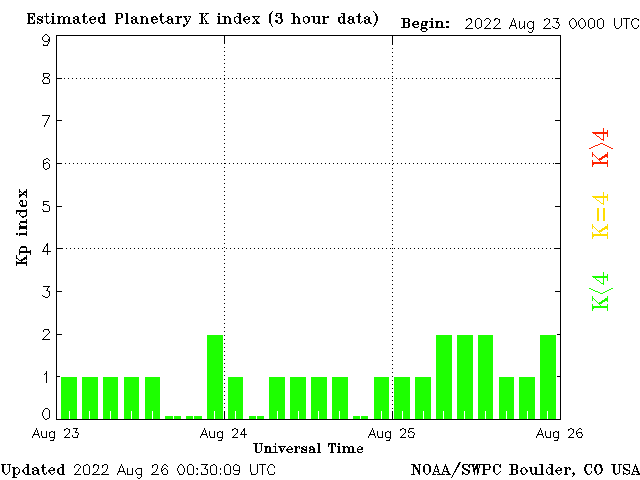 Estimated Planetary K index (3 hour data) Begin: 2022 Aug 23 0000 UTC
9
8
7
6
5
4
3
2
1
0
Kp index
K>4
K=4
K<4
Aug 23 Aug 24 Aug 25 Aug 26
Universal Time
Updated 2022 Aug 26 00:30:09 UTC NOAA/SWPC Boulder, CO USA